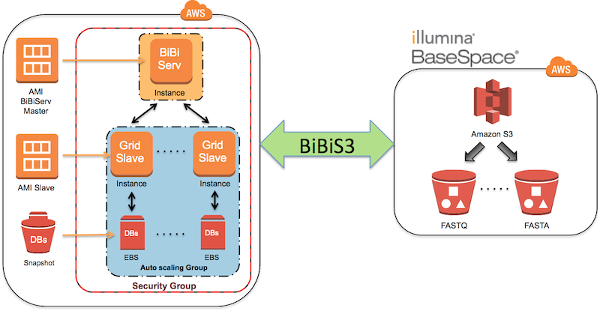 AWS
AMI
BiBiServ
Master
BiBi
Serv
Instance
AMI Slave
Grid
Slave
Instance
Grid
Slave
Instance
DBs
Snapshot
DBs
EBS
DBs
EBS
Auto scaling Group
Security Group
BiBiS3
illumina®
BaseSpace®
AWS
Amazon S3
FASTQ
FASTA